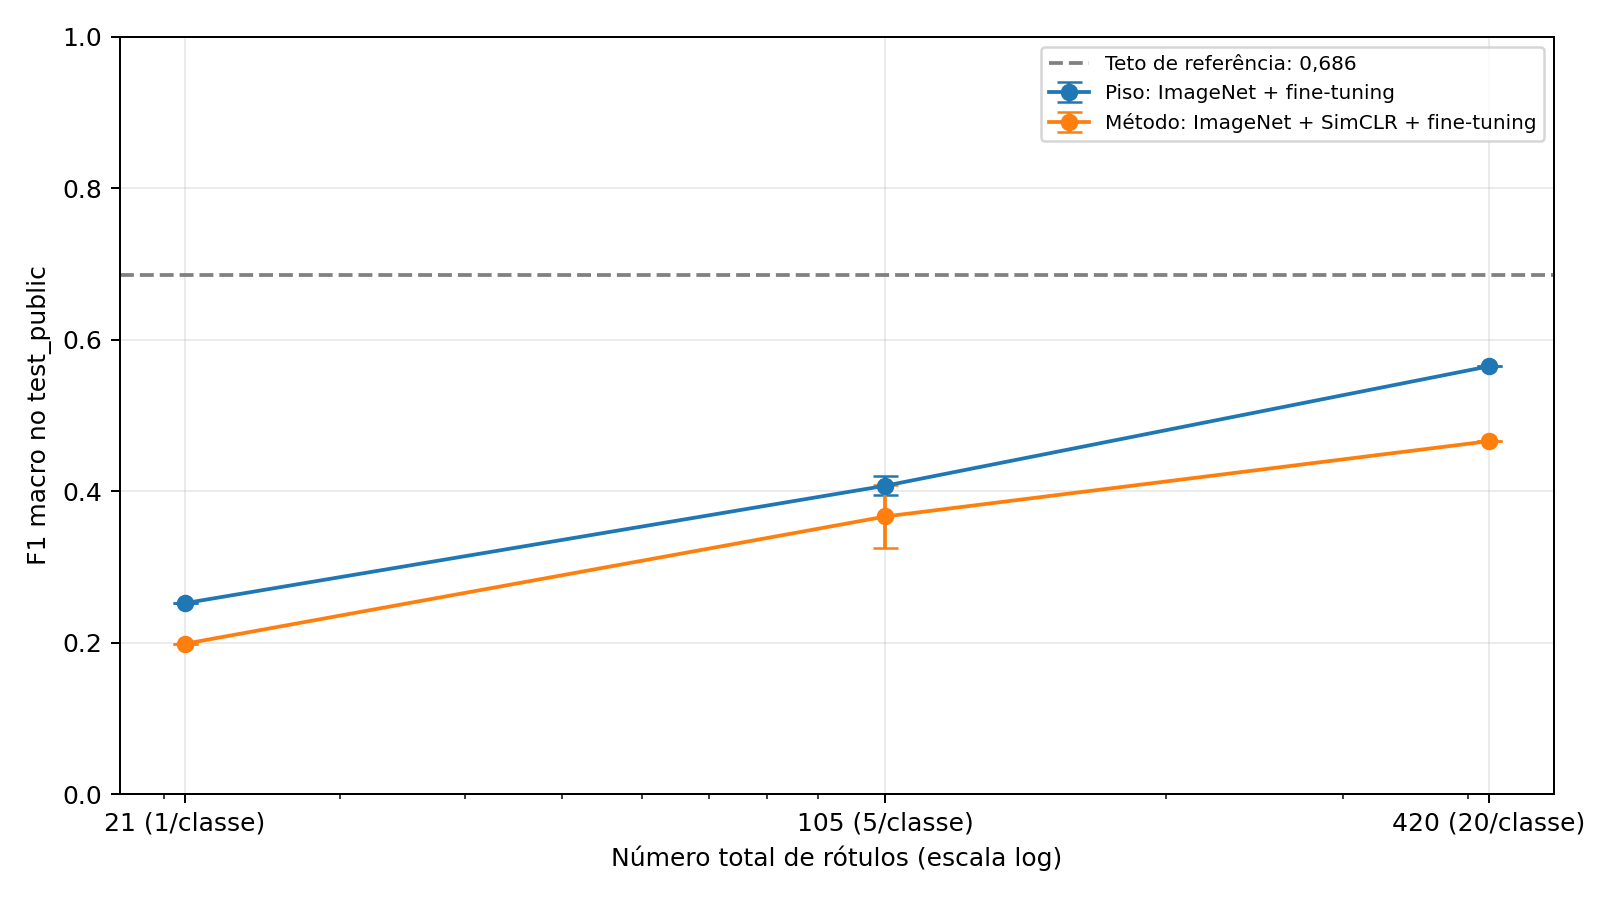 1.0
0.8
0.6
0.4
0.2
0.0
F1 macro no test_public
Teto de referência: 0,686
Piso: ImageNet + fine-tuning
Método: ImageNet + SimCLR + fine-tuning
21 (1/classe)
105 (5/classe)
420 (20/classe)
Número total de rótulos (escala log)